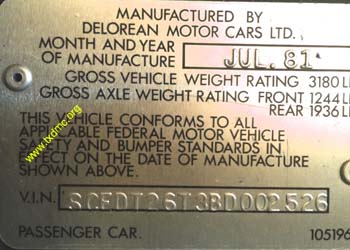 MANUFACTURED BY
DELOREAN MOTOR CARS LTD.
MONTH AND YEAR
OF MANUFACTURE JUL. 81
GROSS VEHICLE WEIGHT RATING 3180 L
GROSS AXLE WEIGHT RATING FRONT 1244 L
REAR 1936 L
THIS VEHICLE CONFORMS TO ALL
APPLICABLE FEDERAL MOTOR VEHICLE
SAFETY AND BUMPER STANDARDS IN
EFFECT ON THE DATE OF MANUFACTURE
SHOWN ABOVE.
V.I.N. SCEDT26T3BD002526
PASSENGER CAR. 105196
www.txdmc.org